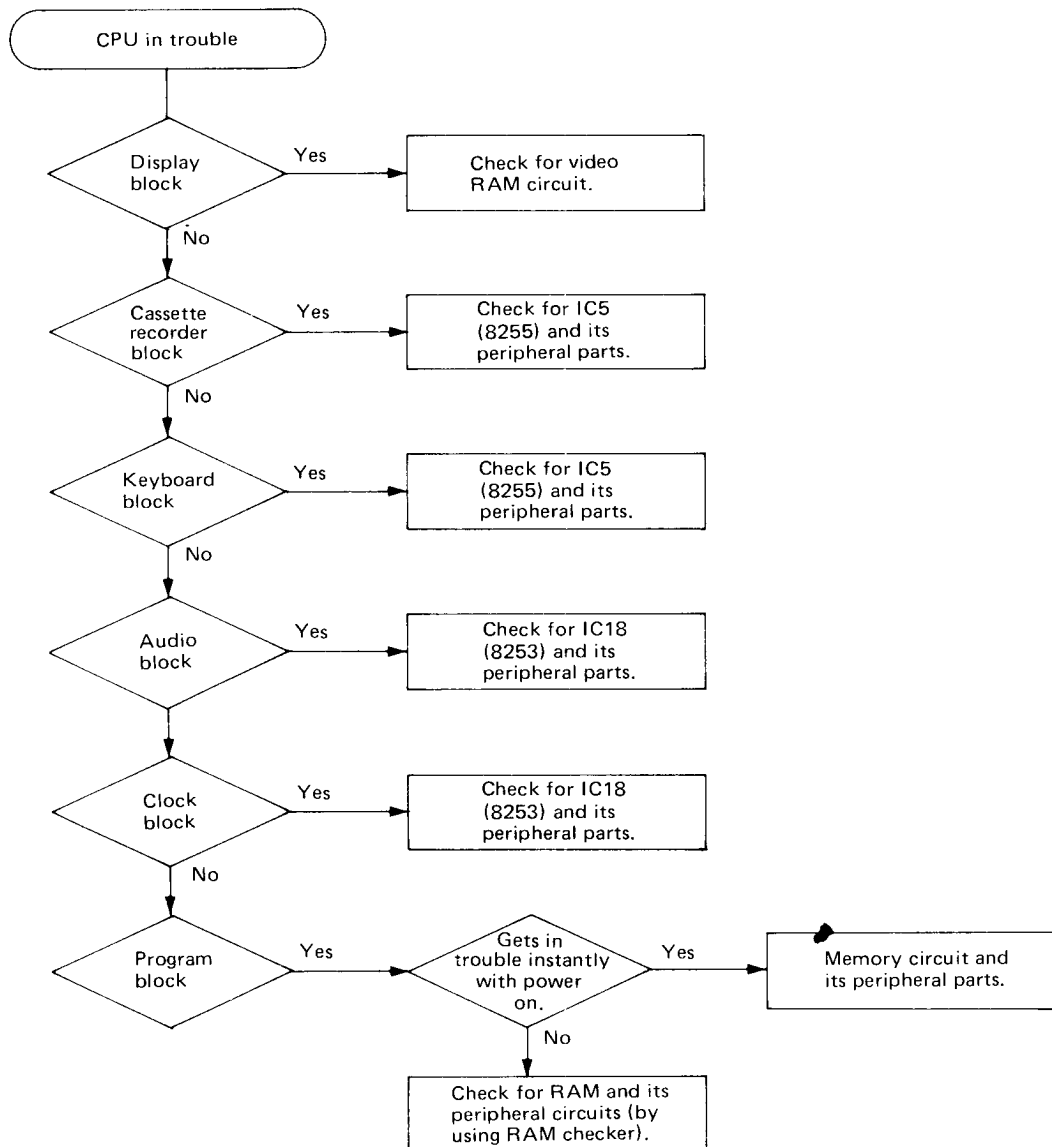 CPU in trouble
Display
block
Yes
Check for video
RAM circuit.
No
Cassette
recorder
block
Yes
Check for IC5
(8255) and its
peripheral parts.
No
Keyboard
block
Yes
Check for IC5
(8255) and its
peripheral parts.
No
Audio
block
Yes
Check for IC18
(8253) and its
peripheral parts.
Clock
block
Yes
Check for IC18
(8253) and its
peripheral parts.
No
Program
block
Yes
Gets in
trouble instantly
with power
on.
Yes
Memory circuit and
its peripheral parts.
No
Check for RAM and its
peripheral circuits (by
using RAM checker).